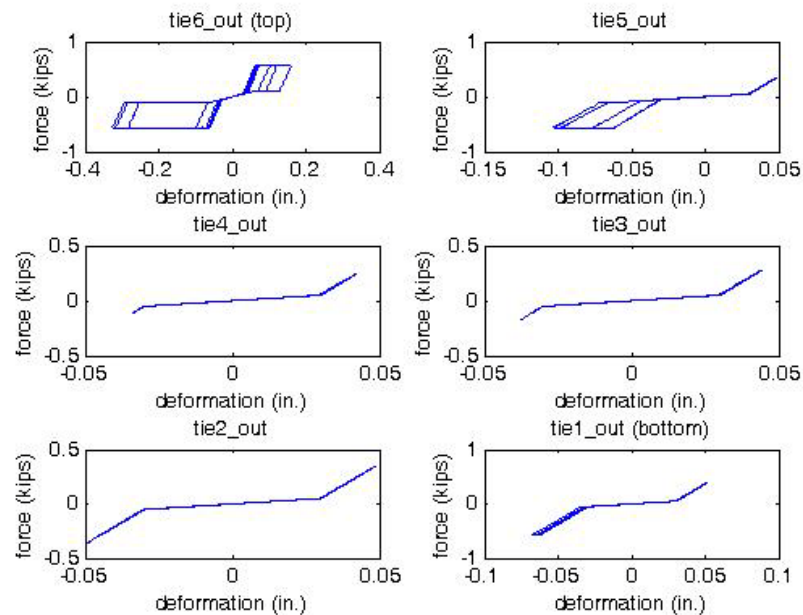 tie6_out (top)
force (kips)
1
0
-1
-0.4 -0.2 0 0.2 0.4
deformation (in.)
tie5_out
force (kips)
1
0
-1
-0.15 -0.1 -0.05 0 0.05
deformation (in.)
tie4_out
force (kips)
0.5
0
-0.5
-0.05 0 0.05
deformation (in.)
tie3_out
force (kips)
0.5
0
-0.5
-0.05 0 0.05
deformation (in.)
tie2_out
force (kips)
0.5
0
-0.5
-0.05 0 0.05
deformation (in.)
tie1_out (bottom)
force (kips)
1
0
-1
-0.1 -0.05 0 0.05 0.1
deformation (in.)